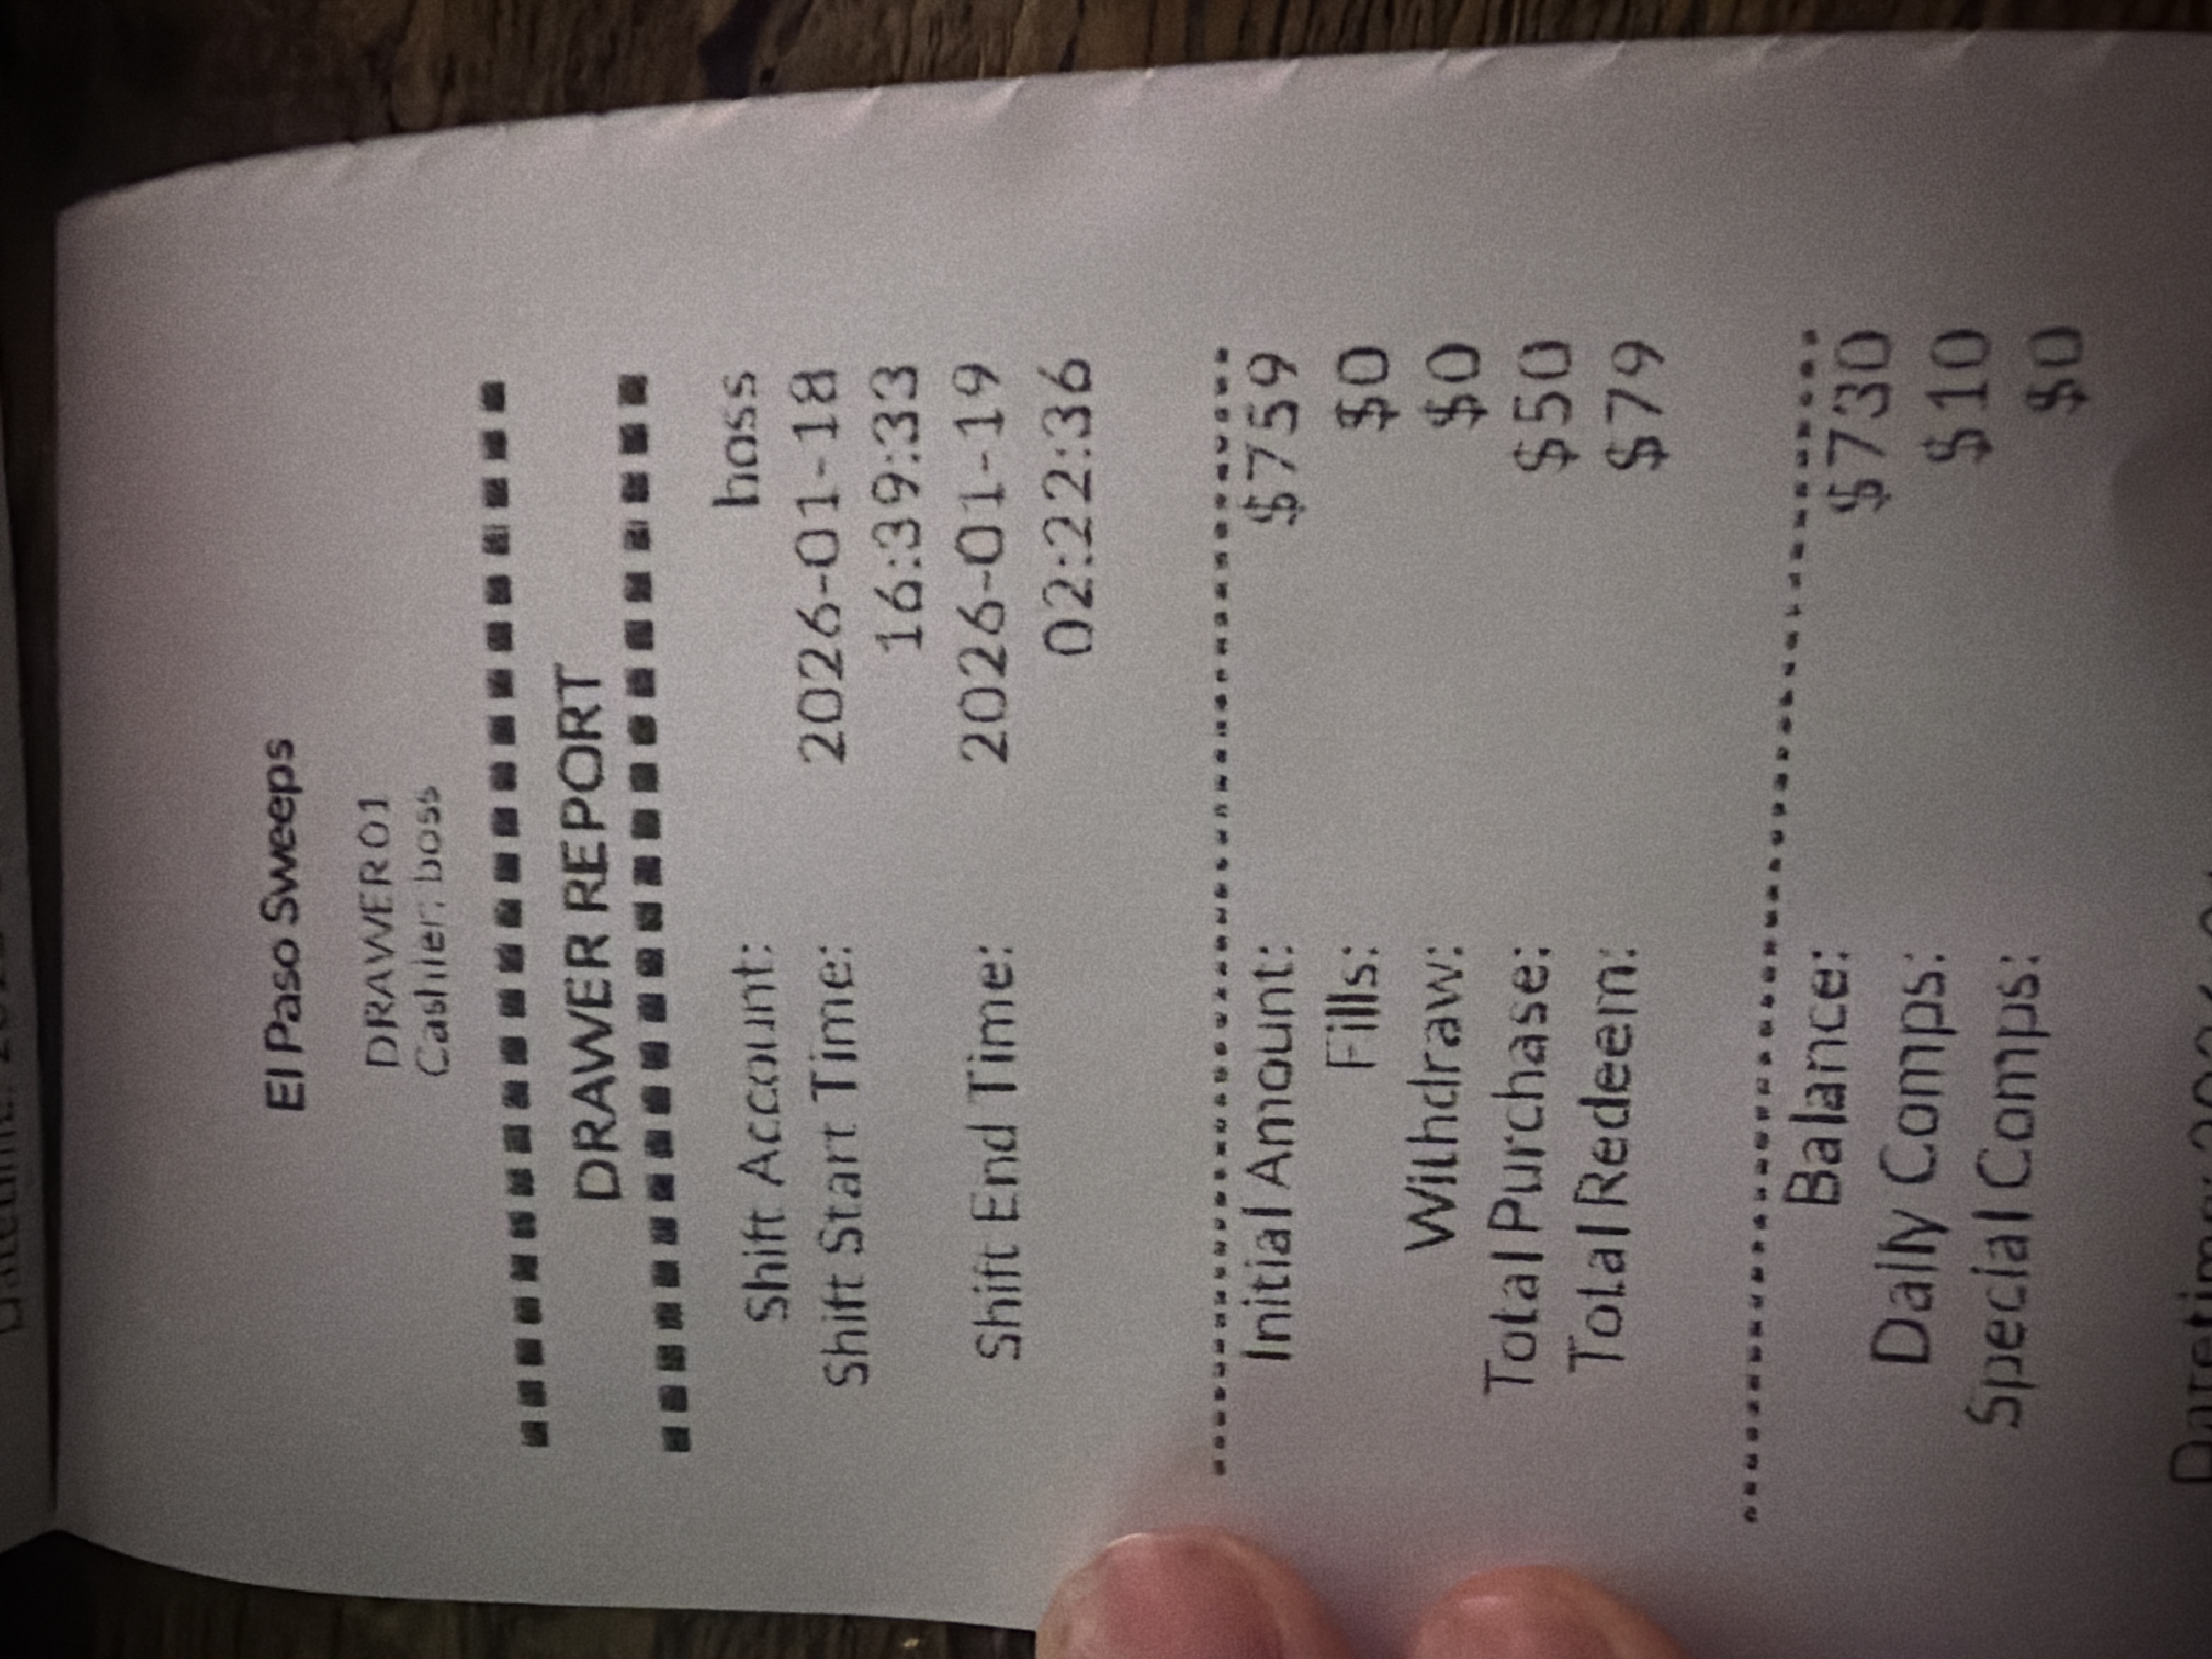 El Paso Sweeps
DRAWER01
Cashier: boss
DRAWER REPORT
Shift Account: boss
Shift Start Time: 2026-01-18
16:39:33
Shift End Time: 2026-01-19
02:22:36
Initial Amount: $759
Fills: $0
Withdraw: $0
Total Purchase: $50
Total Redeem: $79
Balance: $730
Daily Comps: $10
Special Comps: $0